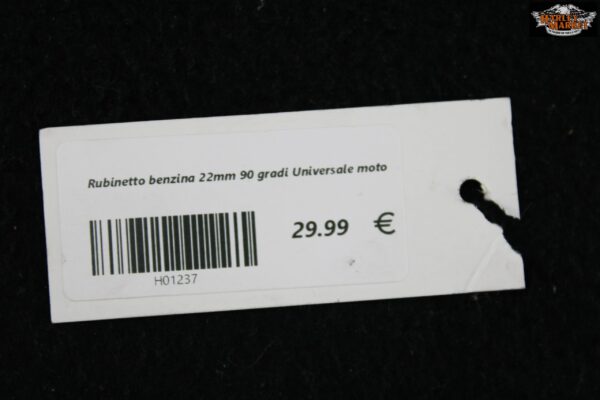 Rubinetto benzina 22mm 90 gradi Universale moto
29.99 €
H01237